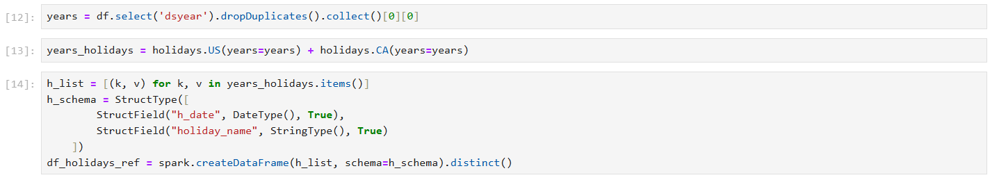 [12]: years = df.select('dsyear').dropDuplicates().collect()[0][0]
[13]: years_holidays = holidays.US(years=years) + holidays.CA(years=years)
[14]: h_list = [(k, v) for k, v in years_holidays.items()]
h_schema = StructType([
        StructField("h_date", DateType(), True),
        StructField("holiday_name", StringType(), True)
    ])
df_holidays_ref = spark.createDataFrame(h_list, schema=h_schema).distinct()